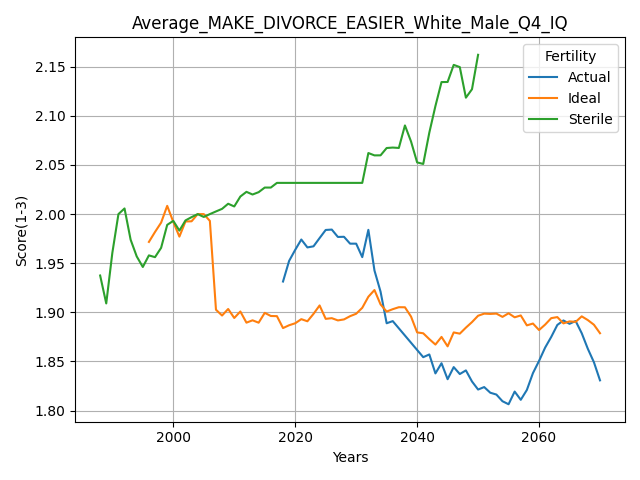 Average_MAKE_DIVORCE_EASIER_White_Male_Q4_IQ
Fertility
Actual
Ideal
Sterile
Score(1-3)
2.15
2.10
2.05
2.00
1.95
1.90
1.85
1.80
2000
2020
2040
2060
Years